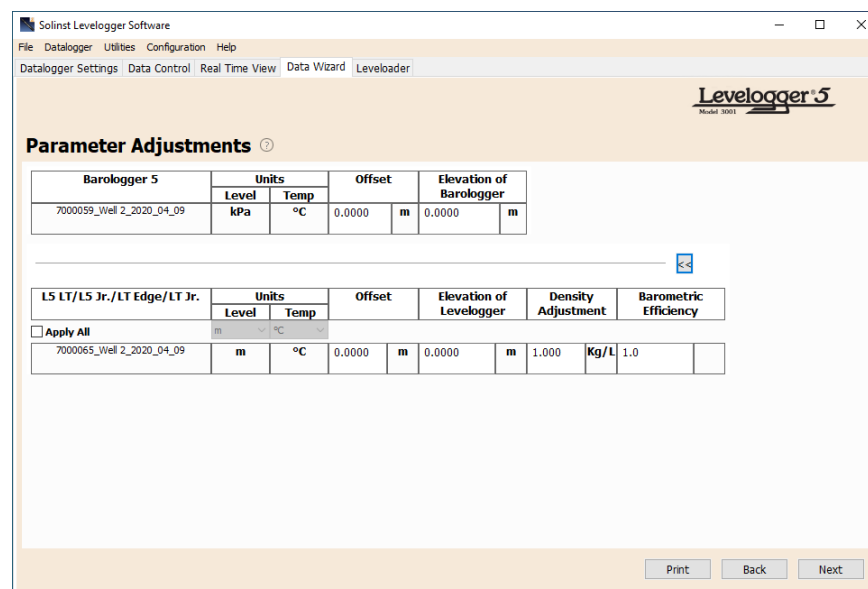 Solinst Levelogger Software
File Datalogger Utilities Configuration Help
Datalogger Settings Data Control Real Time View Data Wizard Leveloader
Levelogger® 5
Model 3001
Parameter Adjustments ?
Barologger 5 Units Offset Elevation of Barologger
Level Temp
7000059_Well 2_2020_04_09 kPa °C 0.0000 m 0.0000 m
<<
L5 LT/L5 Jr./LT Edge/LT Jr. Units Offset Elevation of Levelogger Density Adjustment Barometric Efficiency
Level Temp
Apply All m °C
7000065_Well 2_2020_04_09 m °C 0.0000 m 0.0000 m 1.000 Kg/L 1.0
Print Back Next